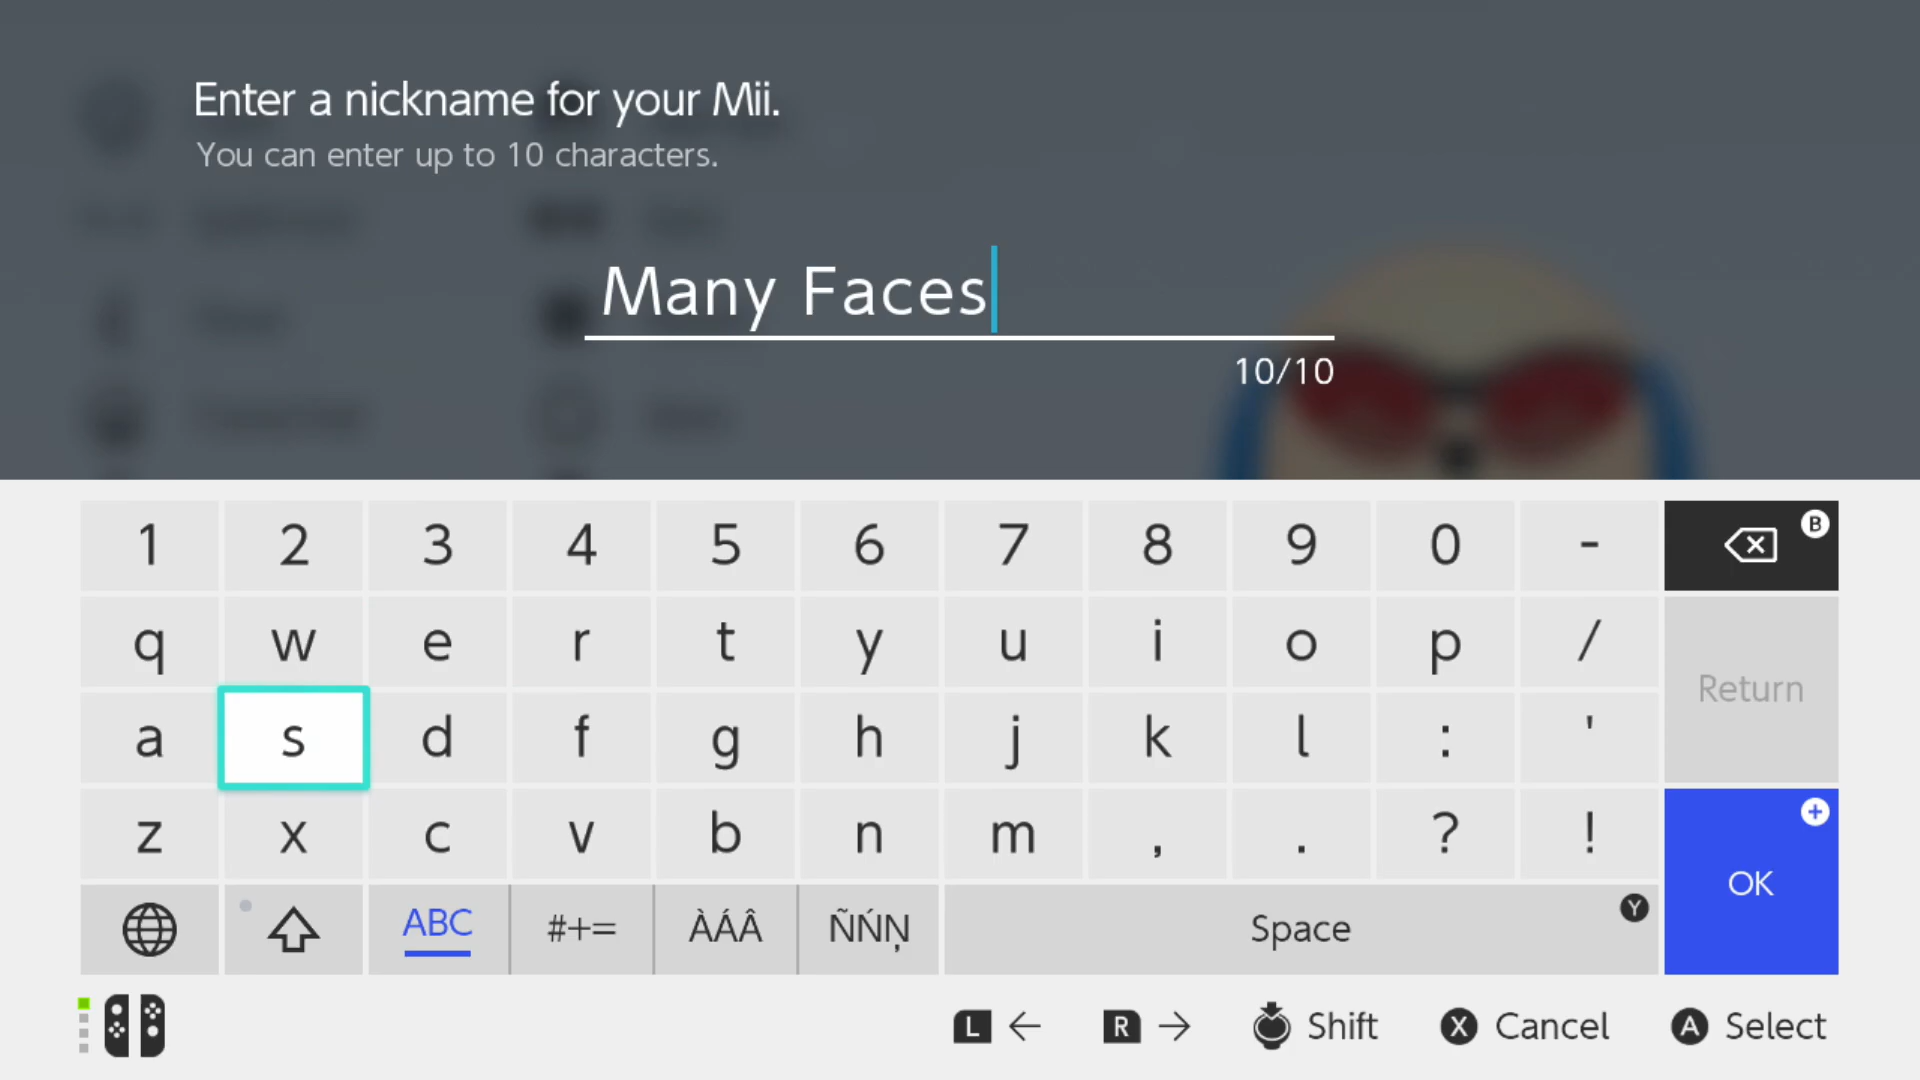 Enter a nickname for your Mii.
You can enter up to 10 characters.
Many Faces
10/10
1 2 3 4 5 6 7 8 9 0 - B
q w e r t y u i o p /
Return
a s d f g h j k l : '
z x c v b n m , . ? ! +
OK
ABC #+= ÀÁÂ ÑŃŅ Space Y
L ← R → Shift X Cancel A Select